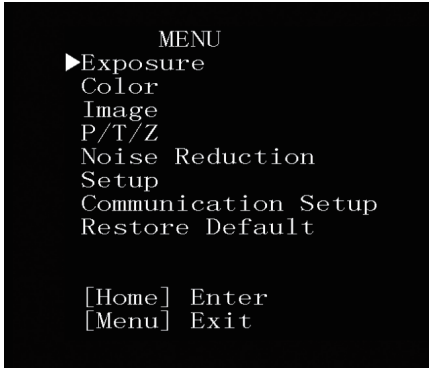 MENU
▶Exposure
Color
Image
P/T/Z
Noise Reduction
Setup
Communication Setup
Restore Default
[Home] Enter
[Menu] Exit